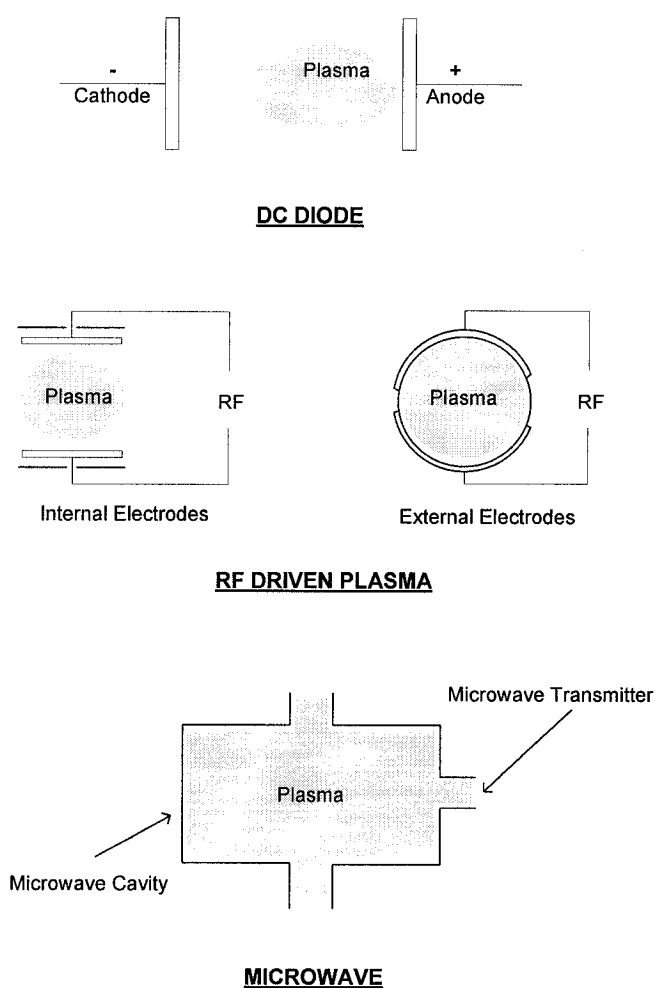 -
Cathode
Plasma
+
Anode
DC DIODE
Plasma
RF
Internal Electrodes
Plasma
RF
External Electrodes
RF DRIVEN PLASMA
Microwave Transmitter
Plasma
Microwave Cavity
MICROWAVE